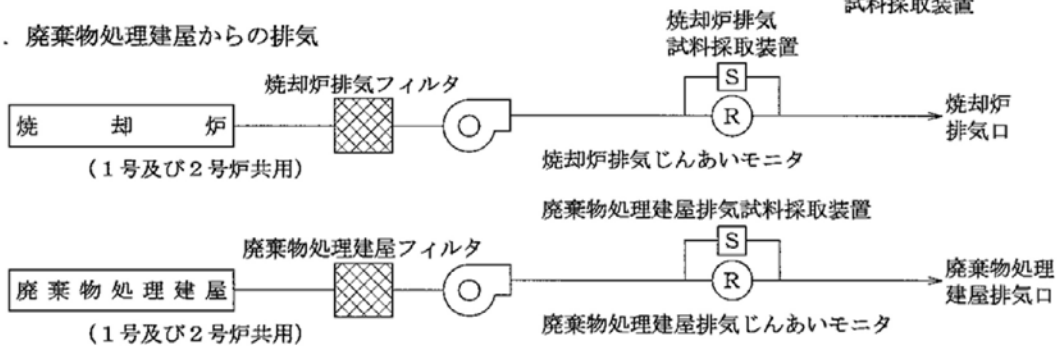 試料採取装置
．廃棄物処理建屋からの排気
焼却炉排気
試料採取装置
焼却炉排気フィルタ
S
焼却炉
R
焼却炉
排気口
（１号及び２号炉共用）
焼却炉排気じんあいモニタ
廃棄物処理建屋排気試料採取装置
廃棄物処理建屋フィルタ
S
廃棄物処理建屋
R
廃棄物処理
建屋排気口
（１号及び２号炉共用）
廃棄物処理建屋排気じんあいモニタ